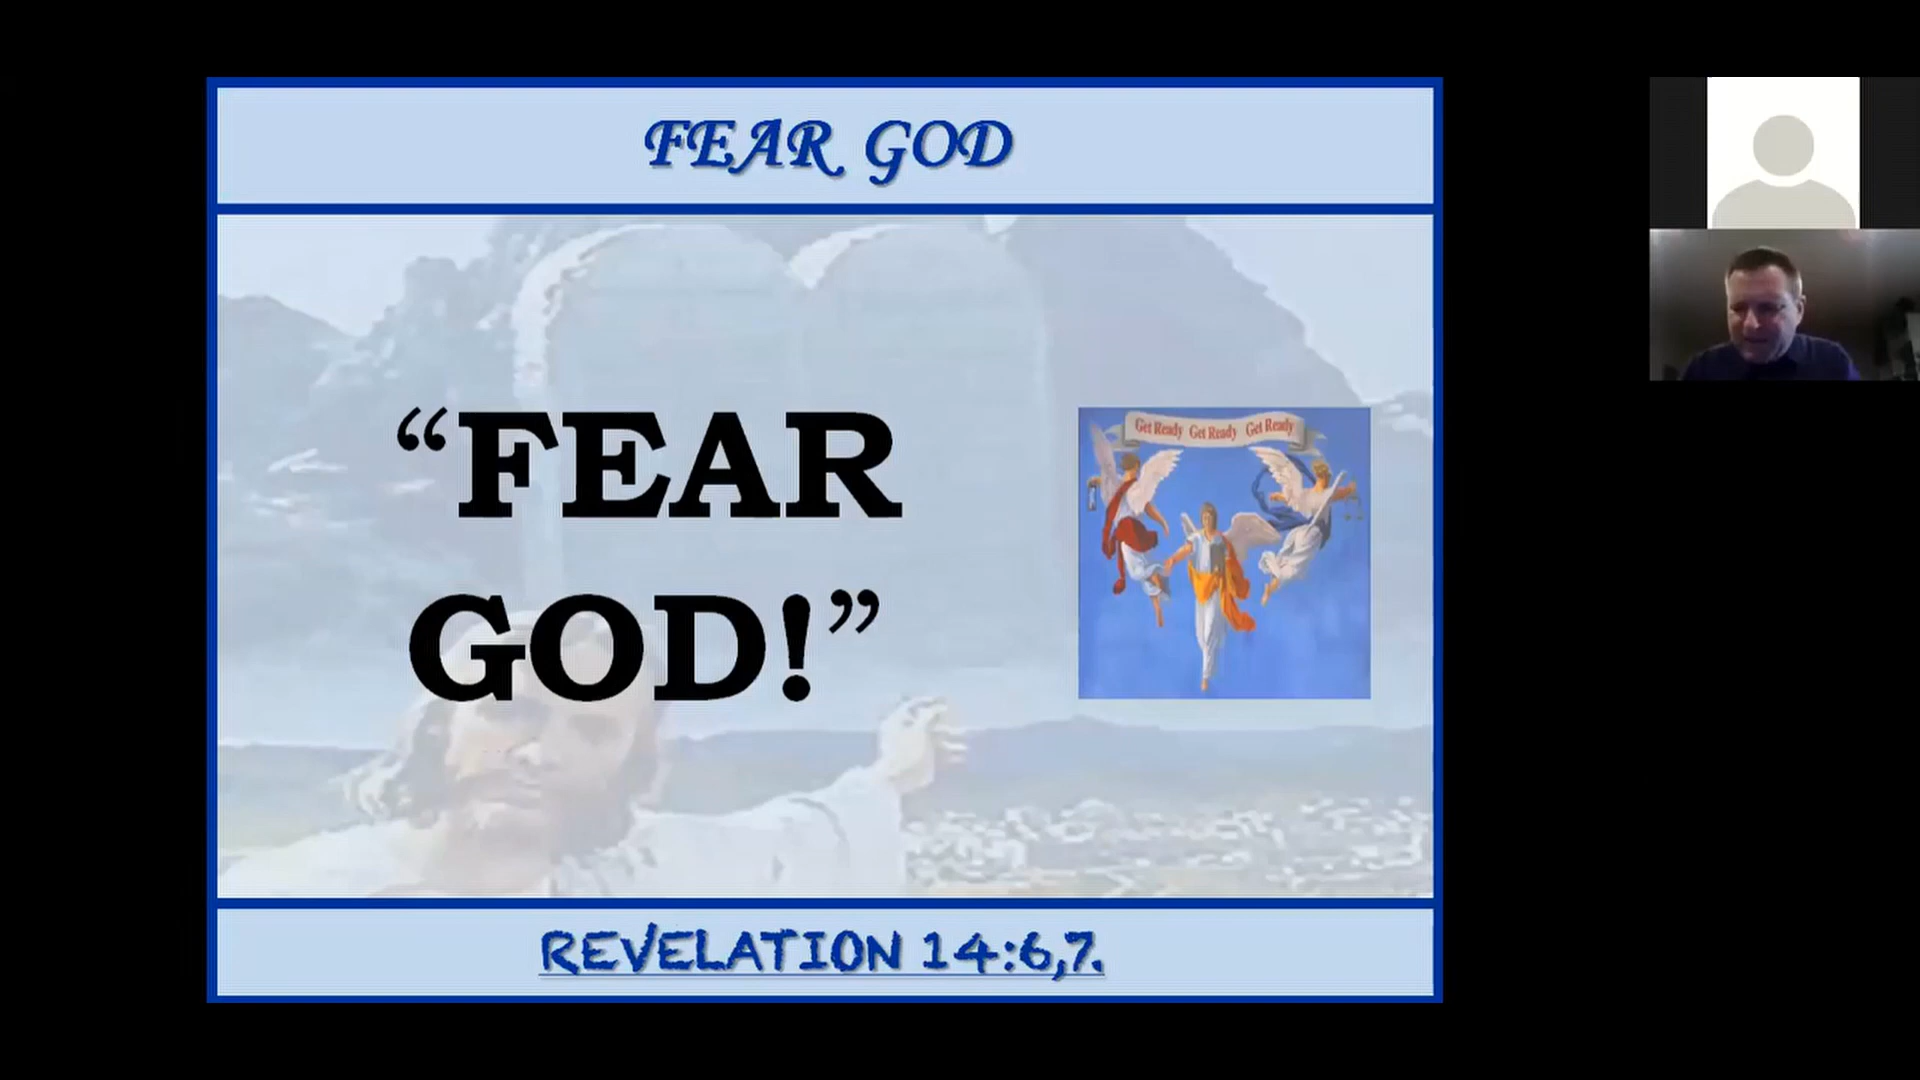 FEAR GOD
“FEAR
GOD!”
Get Ready Get Ready Get Ready
REVELATION 14:6,7.